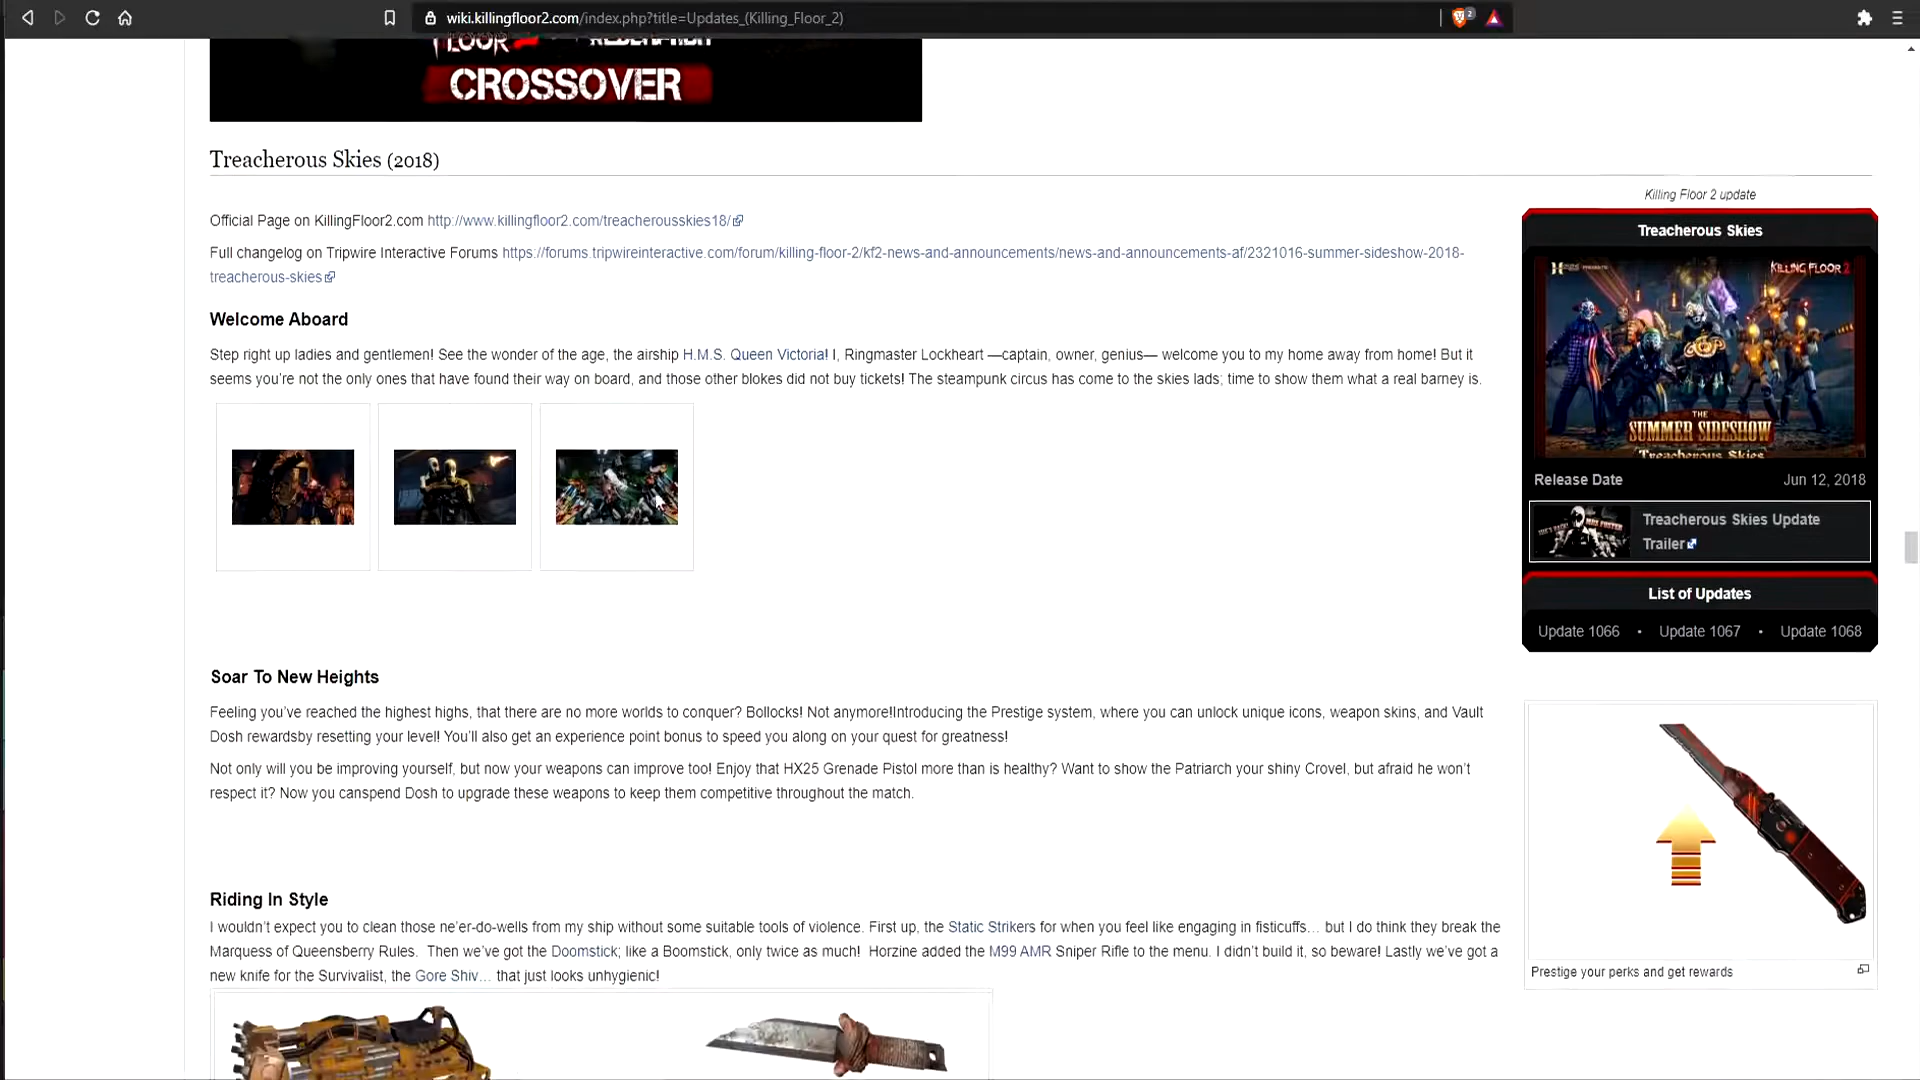 wiki.killingfloor2.com/index.php?title=Updates_(Killing_Floor_2)
2
FLOOR 2 REDEMPTION
CROSSOVER
Treacherous Skies (2018)
Official Page on KillingFloor2.com http://www.killingfloor2.com/treacherousskies18/
Full changelog on Tripwire Interactive Forums https://forums.tripwireinteractive.com/forum/killing-floor-2/kf2-news-and-announcements/news-and-announcements-af/2321016-summer-sideshow-2018-
treacherous-skies
Welcome Aboard
Step right up ladies and gentlemen! See the wonder of the age, the airship H.M.S. Queen Victoria! I, Ringmaster Lockheart —captain, owner, genius— welcome you to my home away from home! But it
seems you're not the only ones that have found their way on board, and those other blokes did not buy tickets! The steampunk circus has come to the skies lads; time to show them what a real barney is.
Soar To New Heights
Feeling you've reached the highest highs, that there are no more worlds to conquer? Bollocks! Not anymore!Introducing the Prestige system, where you can unlock unique icons, weapon skins, and Vault
Dosh rewardsby resetting your level! You'll also get an experience point bonus to speed you along on your quest for greatness!
Not only will you be improving yourself, but now your weapons can improve too! Enjoy that HX25 Grenade Pistol more than is healthy? Want to show the Patriarch your shiny Crovel, but afraid he won't
respect it? Now you canspend Dosh to upgrade these weapons to keep them competitive throughout the match.
Riding In Style
I wouldn't expect you to clean those ne'er-do-wells from my ship without some suitable tools of violence. First up, the Static Strikers for when you feel like engaging in fisticuffs... but I do think they break the
Marquess of Queensberry Rules.  Then we've got the Doomstick; like a Boomstick, only twice as much!  Horzine added the M99 AMR Sniper Rifle to the menu. I didn't build it, so beware! Lastly we've got a
new knife for the Survivalist, the Gore Shiv... that just looks unhygienic!
Killing Floor 2 update
Treacherous Skies
KILLING FLOOR 2
THE
SUMMER SIDESHOW
Treacherous Skies
Release Date Jun 12, 2018
Treacherous Skies Update
Trailer
List of Updates
Update 1066 • Update 1067 • Update 1068
Prestige your perks and get rewards